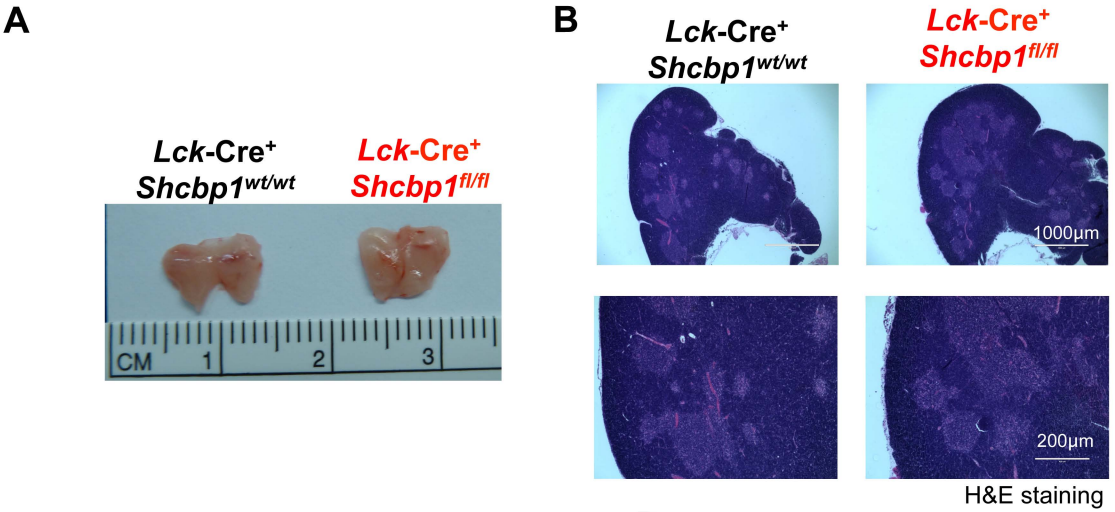 A
Lck-Cre+
Shcbp1wt/wt
Lck-Cre+
Shcbp1fl/fl
CM 1 2 3
B
Lck-Cre+
Shcbp1wt/wt
Lck-Cre+
Shcbp1fl/fl
1000μm
200μm
H&E staining